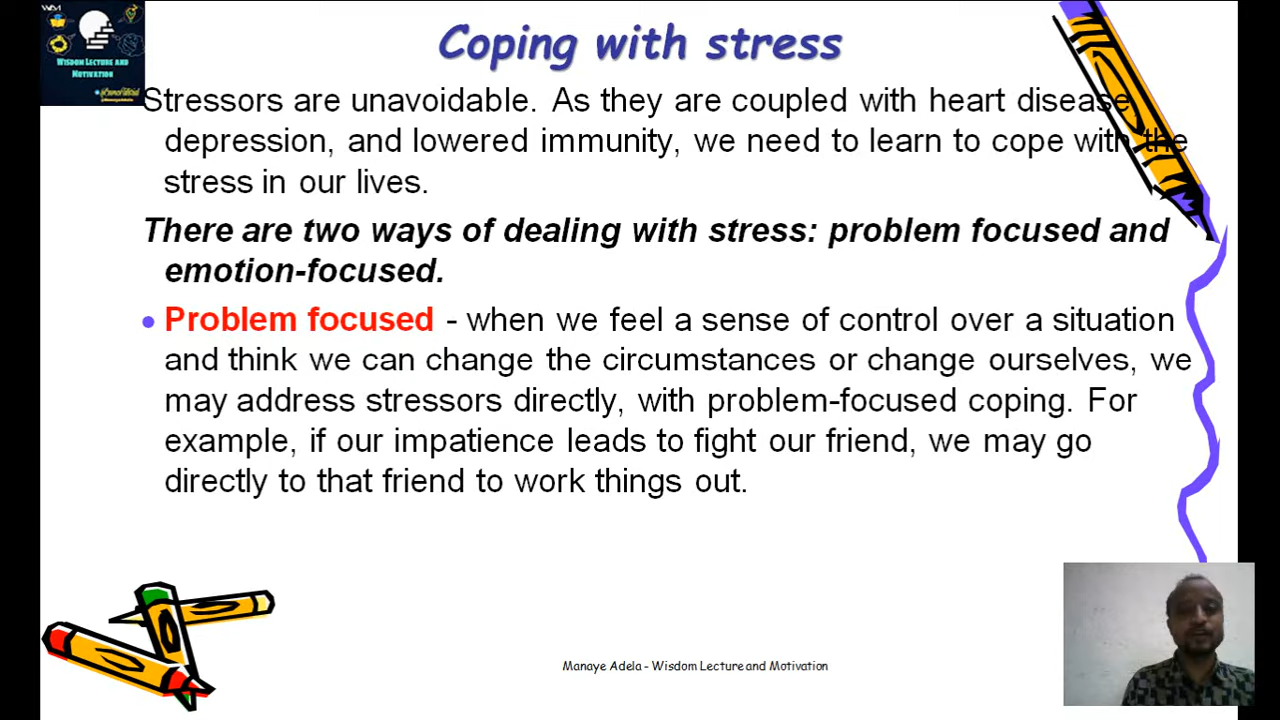 WLM
WISDOM LECTURE AND
MOTIVATION
Coping with stress
Stressors are unavoidable. As they are coupled with heart disease,
depression, and lowered immunity, we need to learn to cope with the
stress in our lives.
There are two ways of dealing with stress: problem focused and
emotion-focused.
• Problem focused - when we feel a sense of control over a situation
and think we can change the circumstances or change ourselves, we
may address stressors directly, with problem-focused coping. For
example, if our impatience leads to fight our friend, we may go
directly to that friend to work things out.
Manaye Adela - Wisdom Lecture and Motivation